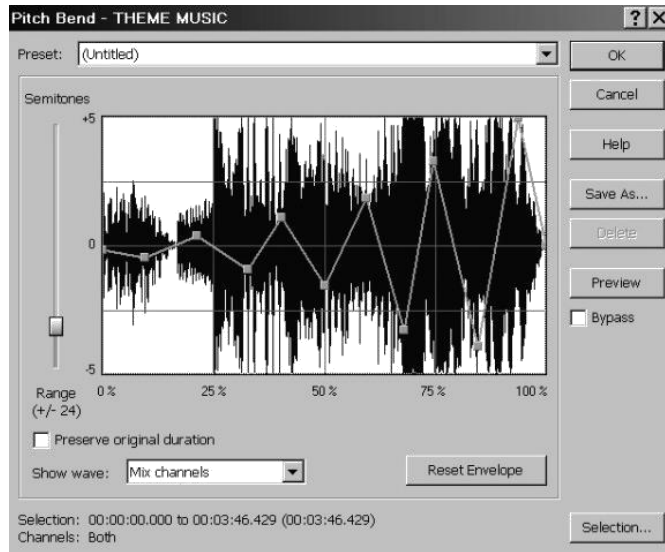 Pitch Bend - THEME MUSIC
Preset: (Untitled)
OK
Cancel
Help
Save As...
Delete
Preview
Bypass
Semitones
+5
0
-5
Range
(+/- 24)
0 % 25 % 50 % 75 % 100 %
Preserve original duration
Show wave: Mix channels
Reset Envelope
Selection: 00:00:00.000 to 00:03:46.429 (00:03:46.429)
Channels: Both
Selection...